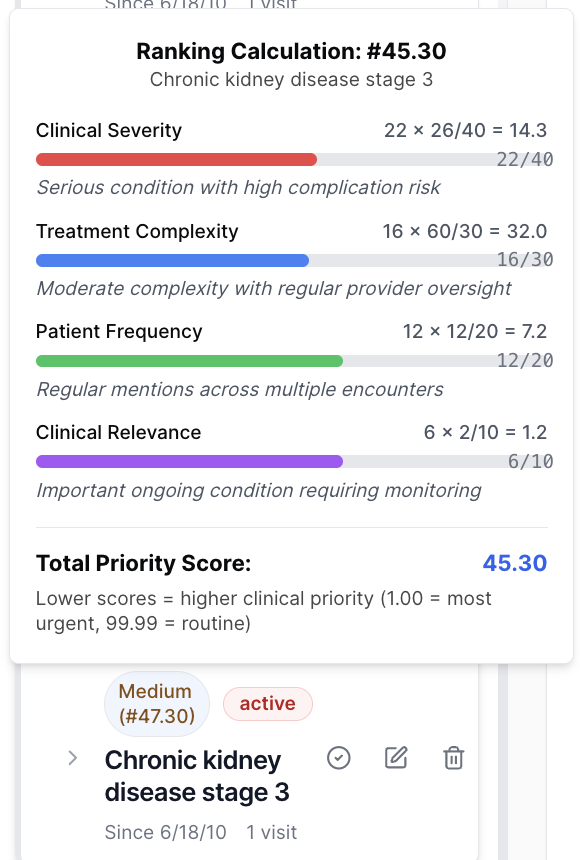 Since 6/18/10 1 visit
Ranking Calculation: #45.30
Chronic kidney disease stage 3
Clinical Severity 22 × 26/40 = 14.3
22/40
Serious condition with high complication risk
Treatment Complexity 16 × 60/30 = 32.0
16/30
Moderate complexity with regular provider oversight
Patient Frequency 12 × 12/20 = 7.2
12/20
Regular mentions across multiple encounters
Clinical Relevance 6 × 2/10 = 1.2
6/10
Important ongoing condition requiring monitoring
Total Priority Score: 45.30
Lower scores = higher clinical priority (1.00 = most
urgent, 99.99 = routine)
Medium
(#47.30)
active
Chronic kidney
disease stage 3
Since 6/18/10 1 visit